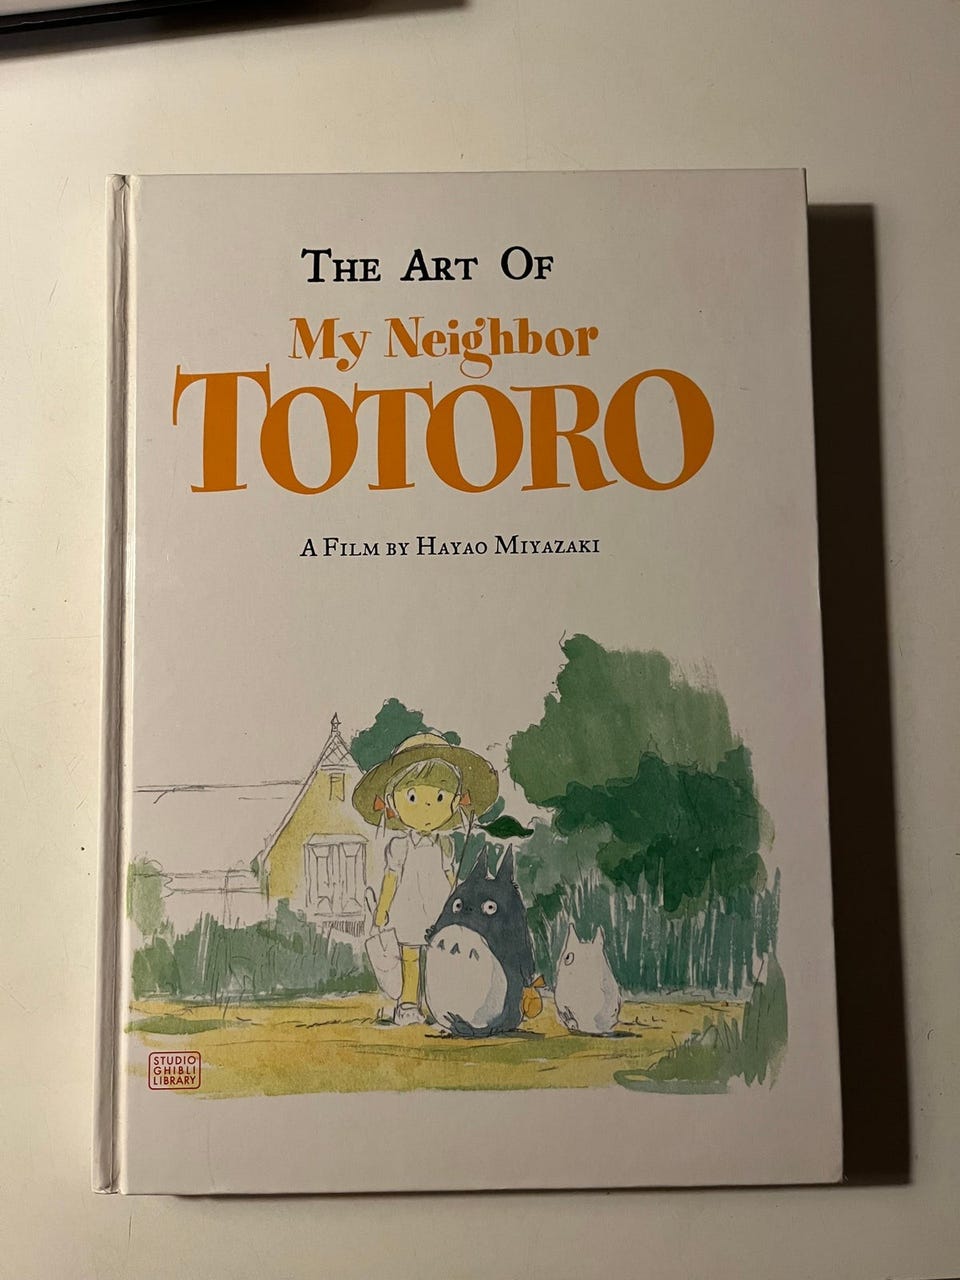 THE ART OF
My Neighbor
TOTORO
A FILM BY HAYAO MIYAZAKI
STUDIO
GHIBLI
LIBRARY